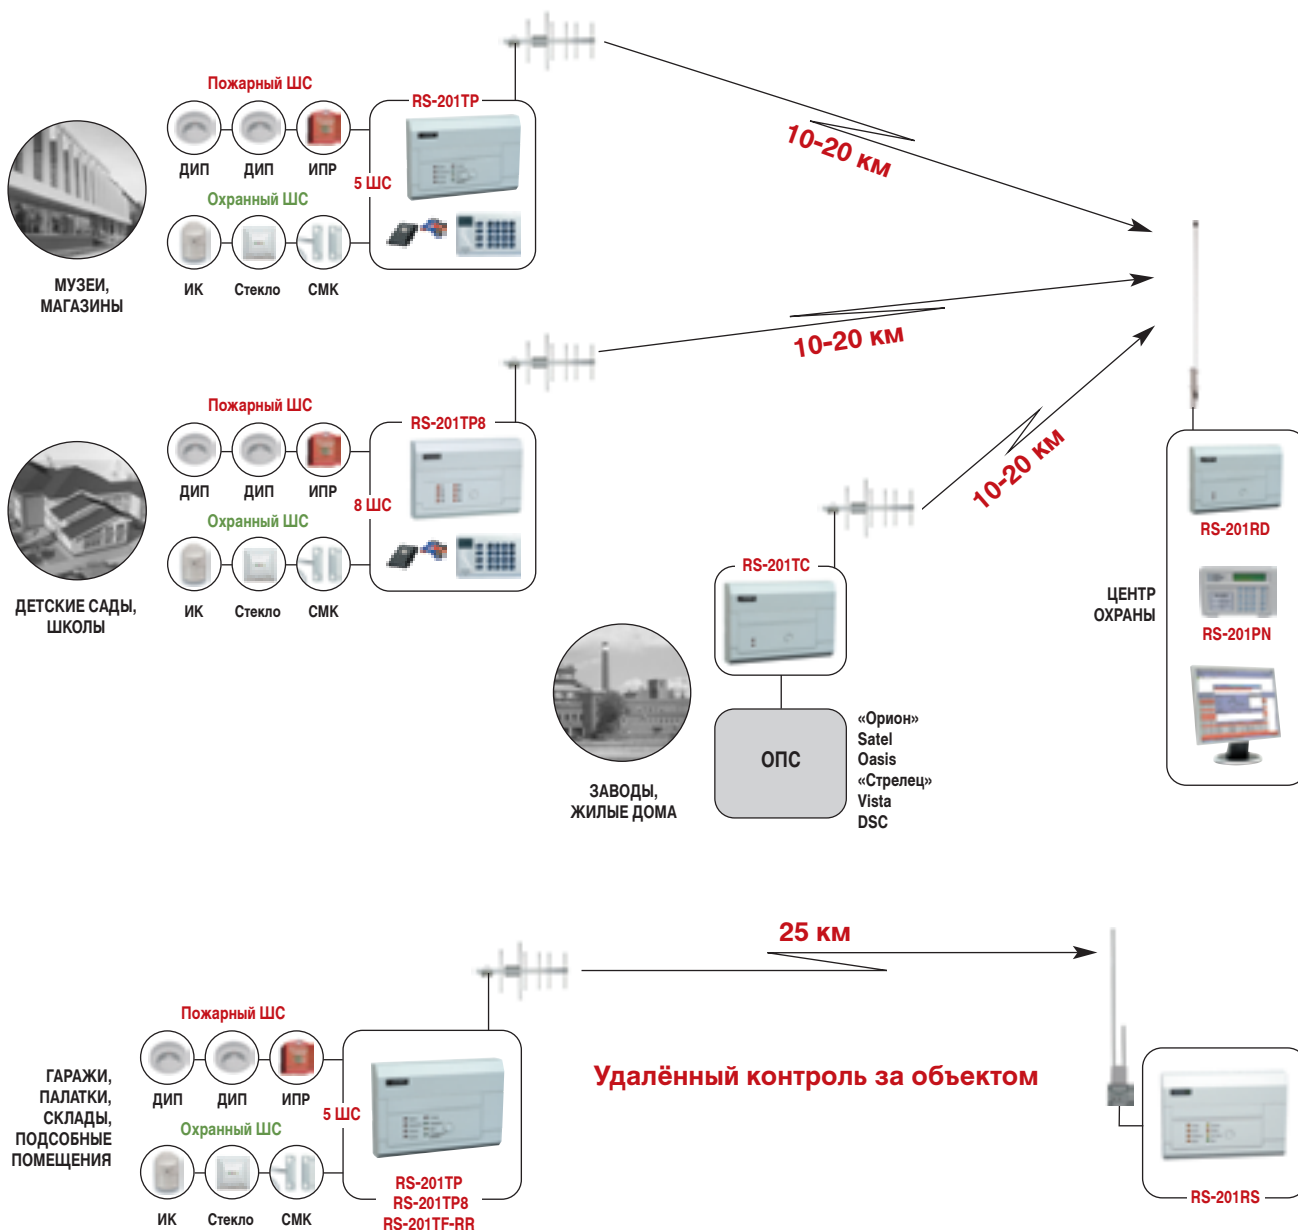 Пожарный ШС
RS-201TP
ДИП
ДИП
ИПР
5 ШС
Охранный ШС
ИК
Стекло
СМК
МУЗЕИ,
МАГАЗИНЫ
10-20 км
Пожарный ШС
RS-201TP8
ДИП
ДИП
ИПР
8 ШС
Охранный ШС
ИК
Стекло
СМК
ДЕТСКИЕ САДЫ,
ШКОЛЫ
10-20 км
10-20 км
RS-201TC
ОПС
«Орион»
Satel
Oasis
«Стрелец»
Vista
DSC
ЗАВОДЫ,
ЖИЛЫЕ ДОМА
ЦЕНТР
ОХРАНЫ
RS-201RD
RS-201PN
25 км
Удалённый контроль за объектом
Пожарный ШС
ДИП
ДИП
ИПР
5 ШС
Охранный ШС
ИК
Стекло
СМК
ГАРАЖИ,
ПАЛАТКИ,
СКЛАДЫ,
ПОДСОБНЫЕ
ПОМЕЩЕНИЯ
RS-201TP
RS-201TP8
RS-201TF-RR
RS-201RS